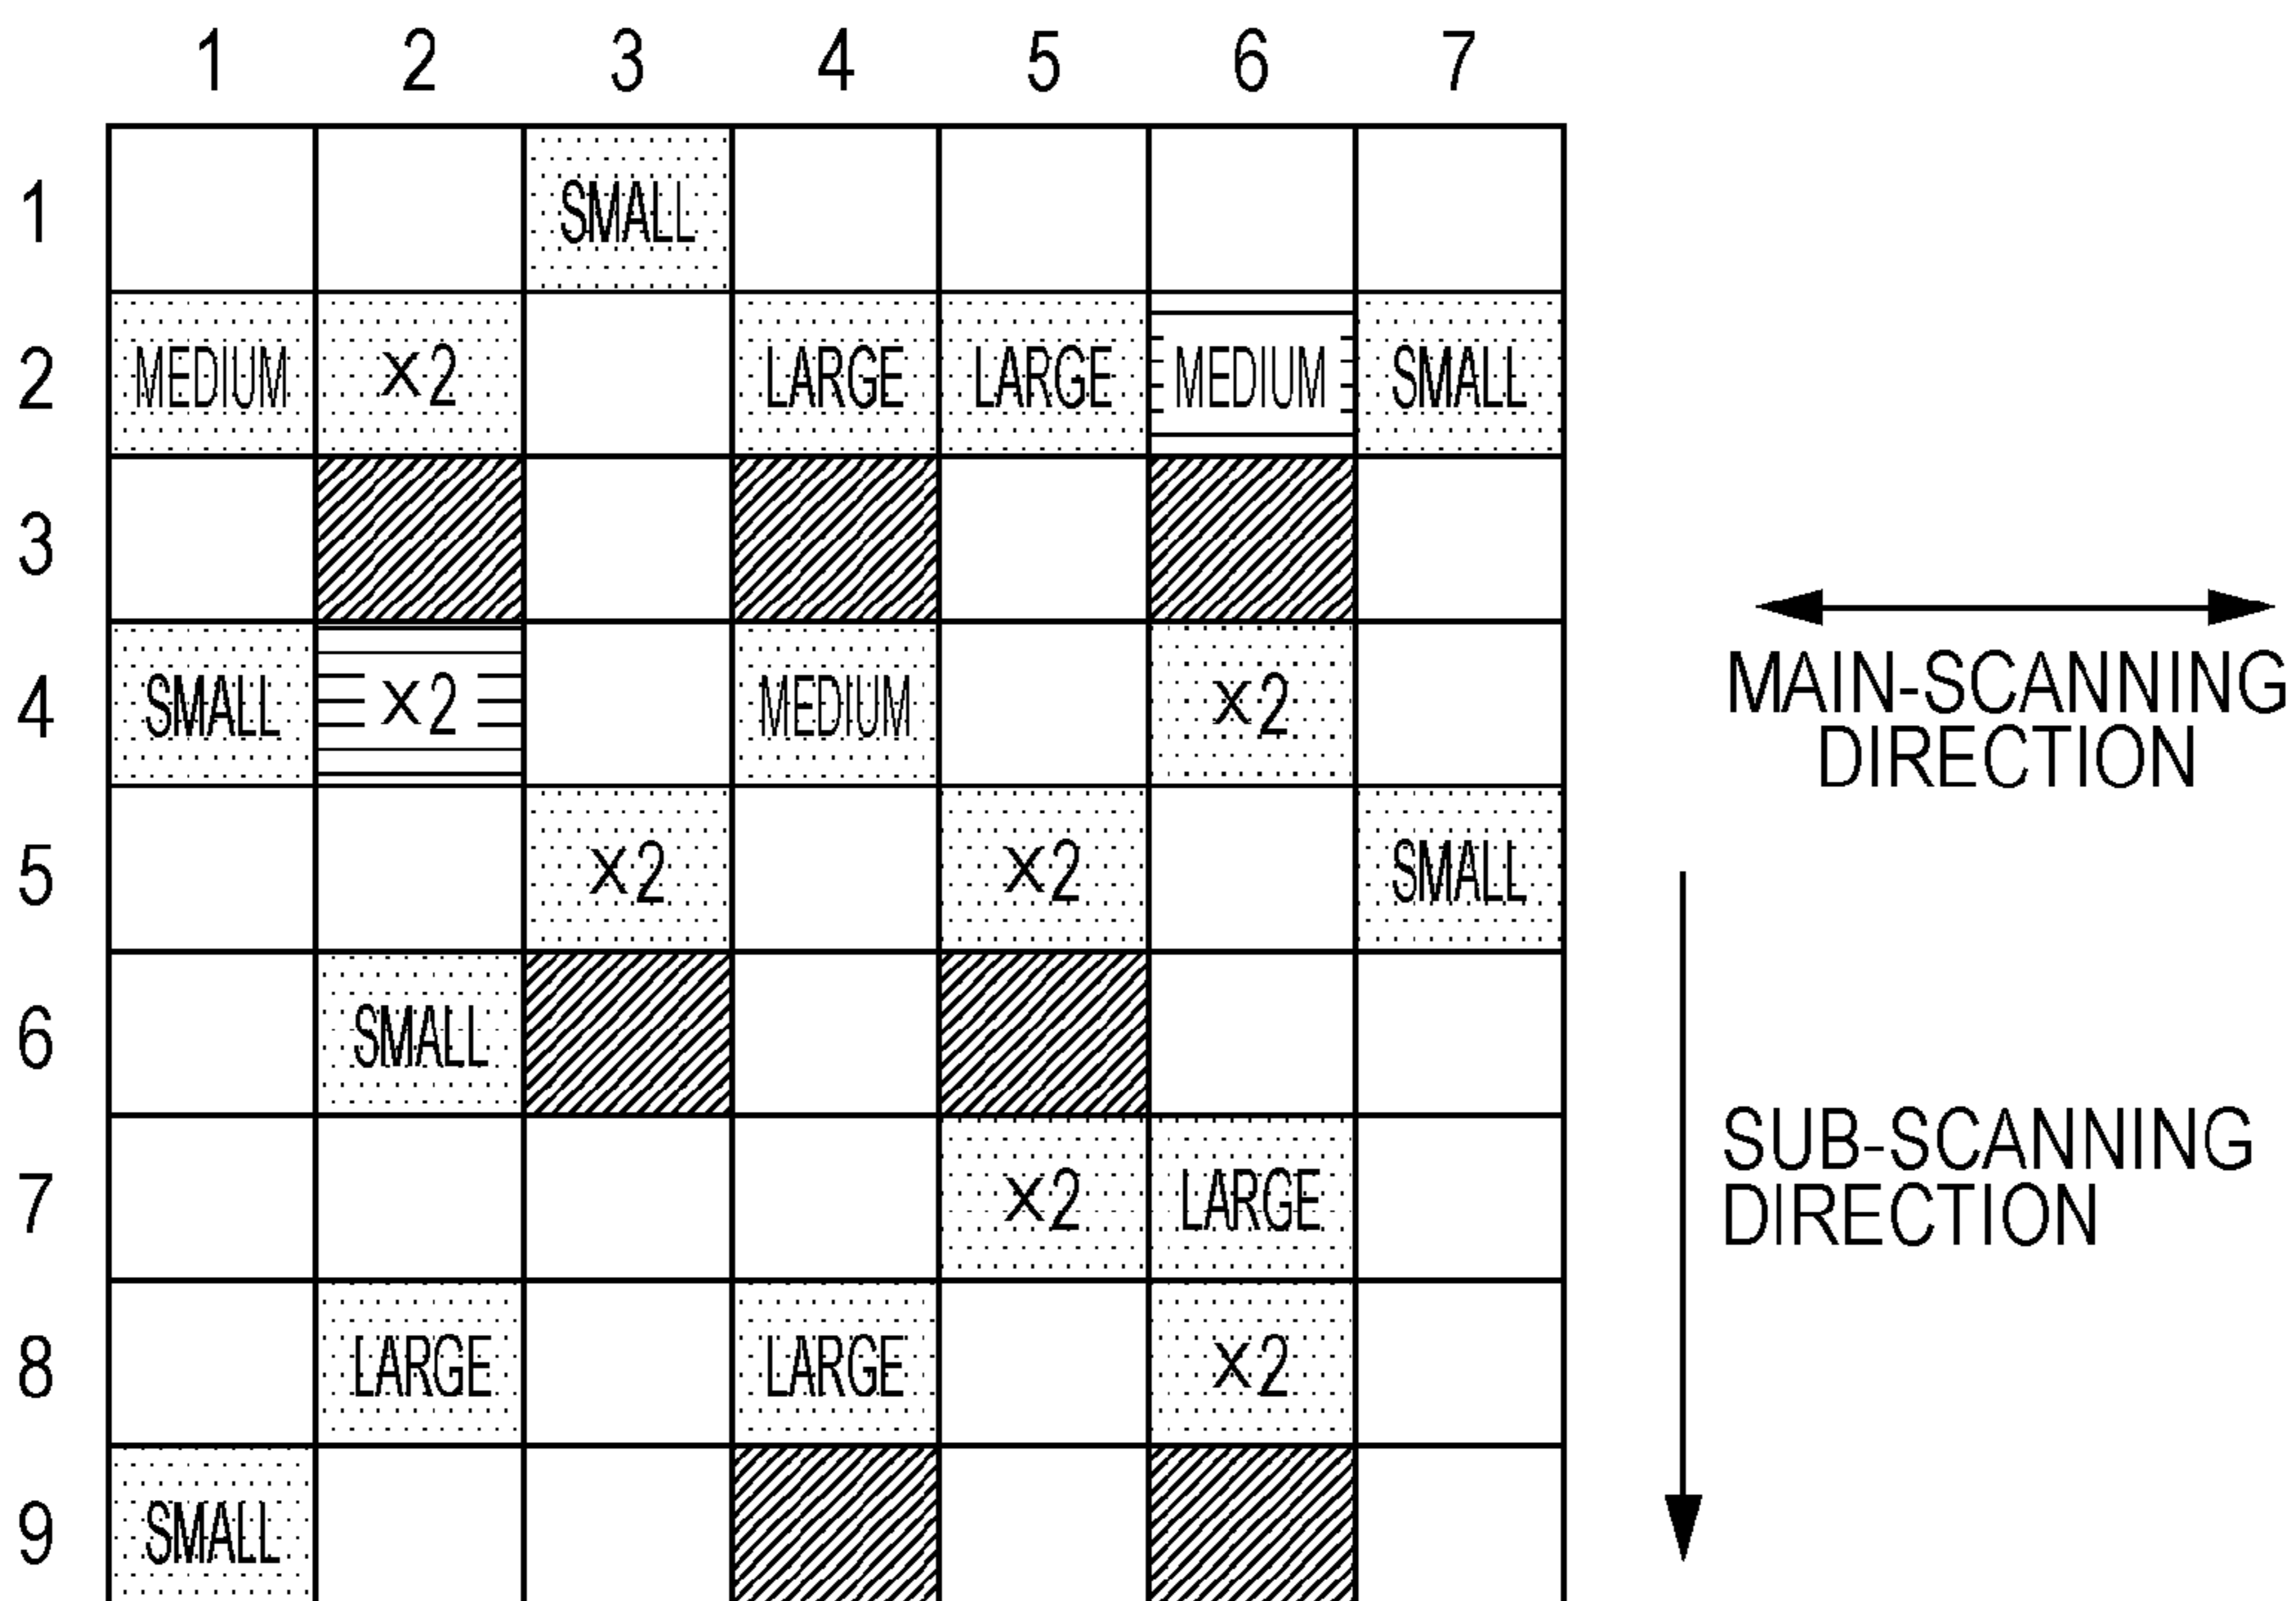 1 2 3 4 5 6 7
1 SMALL
2 MEDIUM ×2 LARGE LARGE MEDIUM SMALL
3
4 SMALL ×2 MEDIUM ×2
5 ×2 ×2 SMALL
6 SMALL
7 ×2 LARGE
8 LARGE LARGE ×2
9 SMALL
MAIN-SCANNING
DIRECTION
SUB-SCANNING
DIRECTION